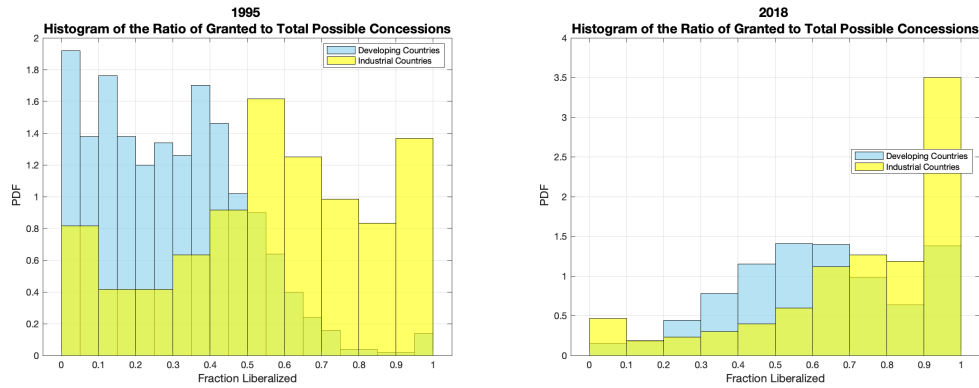 1995
Histogram of the Ratio of Granted to Total Possible Concessions
2
1.8
1.6
1.4
1.2
1
0.8
0.6
0.4
0.2
0
PDF
Developing Countries
Industrial Countries
0 0.1 0.2 0.3 0.4 0.5 0.6 0.7 0.8 0.9 1
Fraction Liberalized
2018
Histogram of the Ratio of Granted to Total Possible Concessions
4
3.5
3
2.5
2
1.5
1
0.5
0
PDF
Developing Countries
Industrial Countries
0 0.1 0.2 0.3 0.4 0.5 0.6 0.7 0.8 0.9 1
Fraction Liberalized